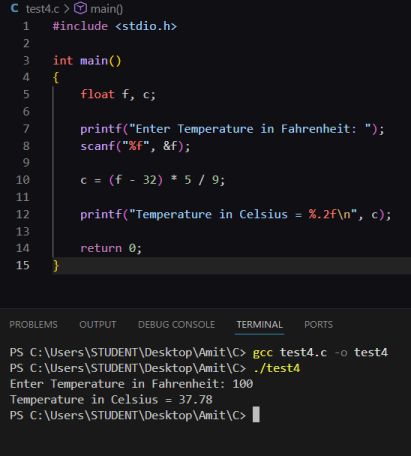 C test4.c > main()
1 #include <stdio.h>
2
3 int main()
4 {
5     float f, c;
6
7     printf("Enter Temperature in Fahrenheit: ");
8     scanf("%f", &f);
9
10     c = (f - 32) * 5 / 9;
11
12     printf("Temperature in Celsius = %.2f\n", c);
13
14     return 0;
15 }
PROBLEMS OUTPUT DEBUG CONSOLE TERMINAL PORTS
PS C:\Users\STUDENT\Desktop\Amit\C> gcc test4.c -o test4
PS C:\Users\STUDENT\Desktop\Amit\C> ./test4
Enter Temperature in Fahrenheit: 100
Temperature in Celsius = 37.78
PS C:\Users\STUDENT\Desktop\Amit\C>